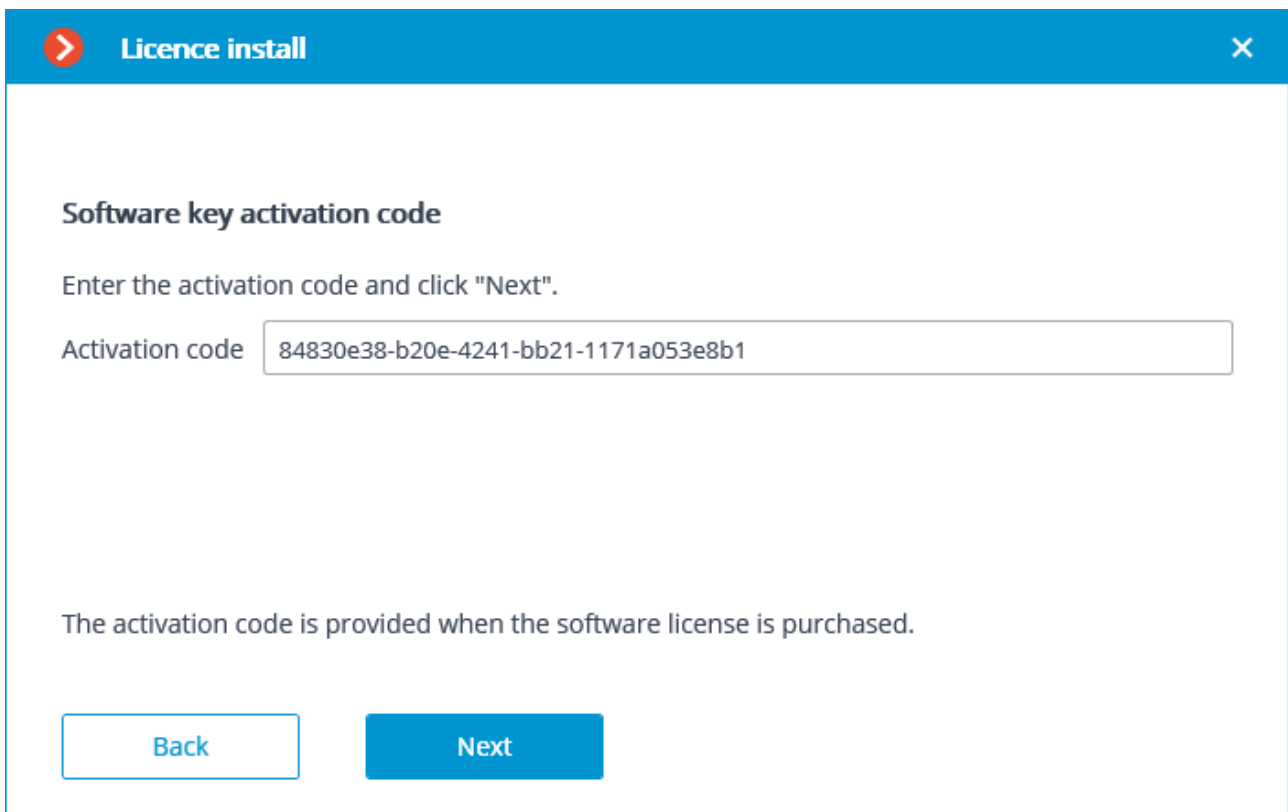 Licence install
Software key activation code
Enter the activation code and click "Next".
Activation code 84830e38-b20e-4241-bb21-1171a053e8b1
The activation code is provided when the software license is purchased.
Back Next